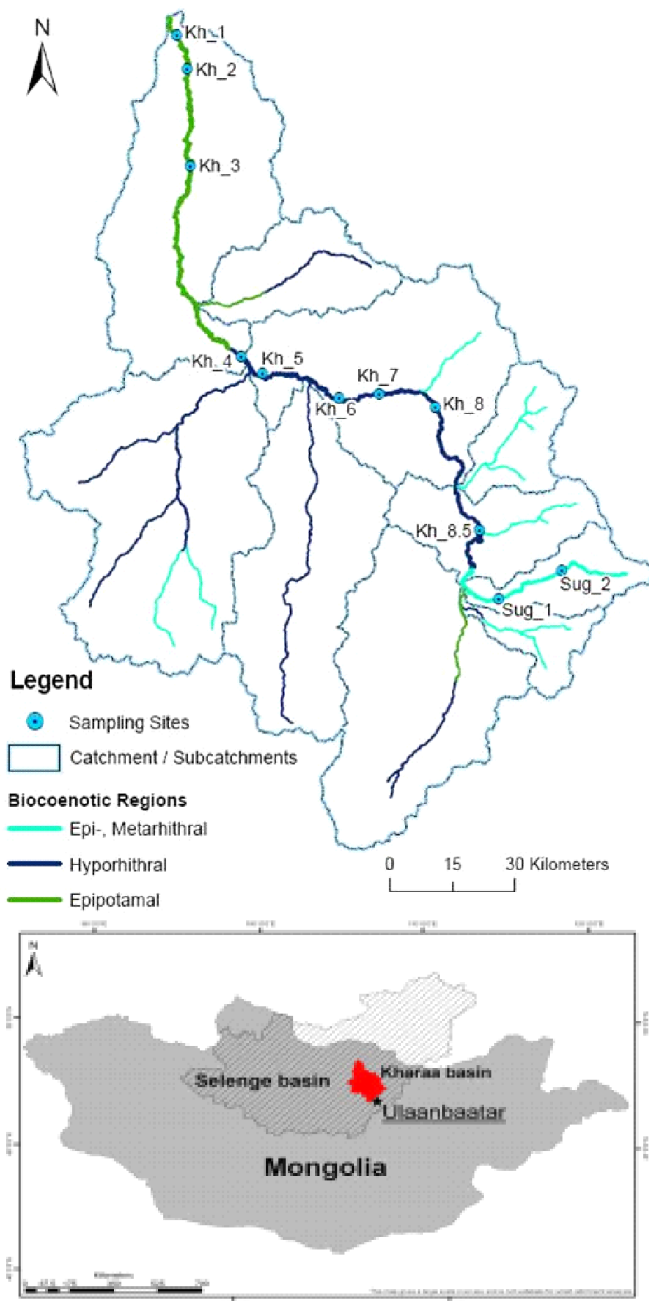 N
Kh_1
Kh_2
Kh_3
Kh_4
Kh_5
Kh_7
Kh_6
Kh_8
Kh_8.5
Sug_2
Sug_1
Legend
Sampling Sites
Catchment / Subcatchments
Biocoenotic Regions
Epi-, Metarhithral
Hyporhithral
Epipotamal
0 15 30 Kilometers
N
Kharaa basin
Selenge basin
Ulaanbaatar
Mongolia
Kilometers